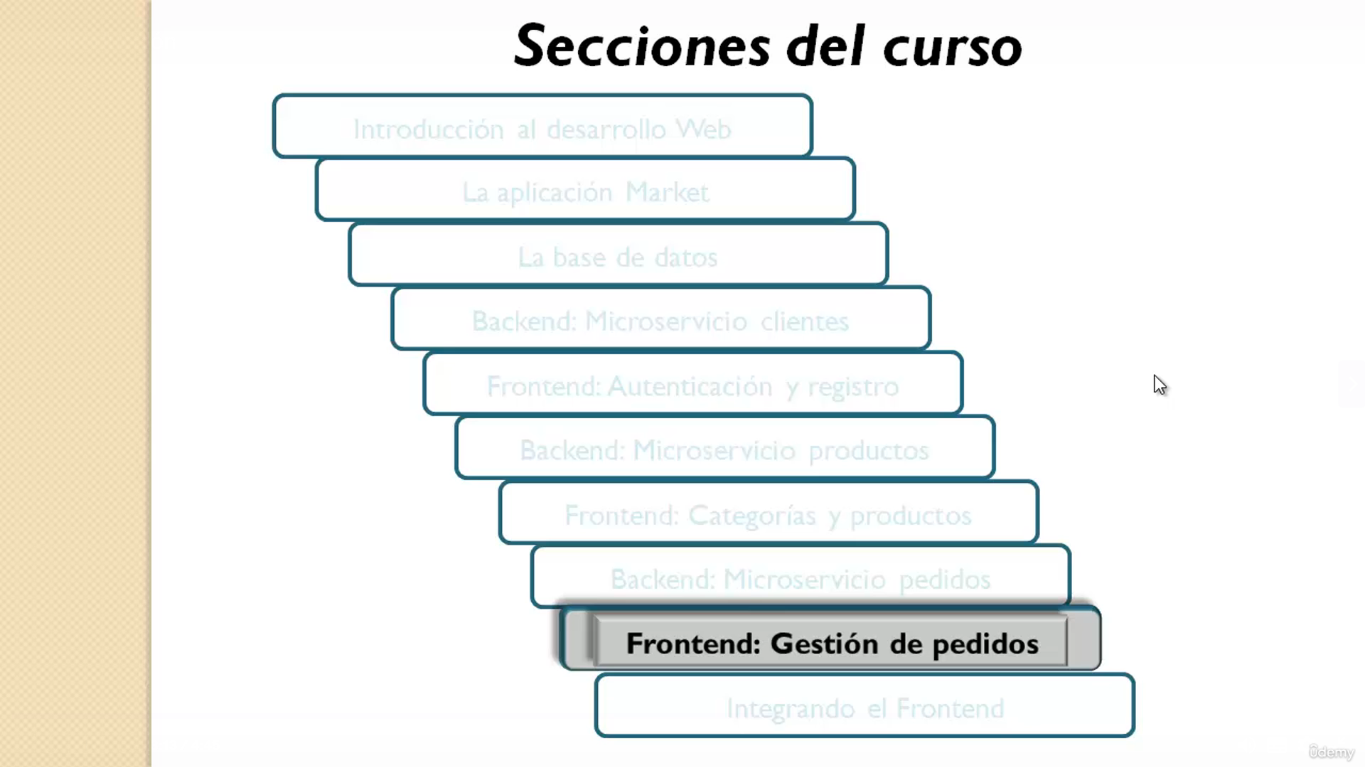 Secciones del curso
Introducción al desarrollo Web
La aplicación Market
La base de datos
Backend: Microservicio clientes
Frontend: Autenticación y registro
Backend: Microservicio productos
Frontend: Categorías y productos
Backend: Microservicio pedidos
Frontend: Gestión de pedidos
Integrando el Frontend
ûdemy